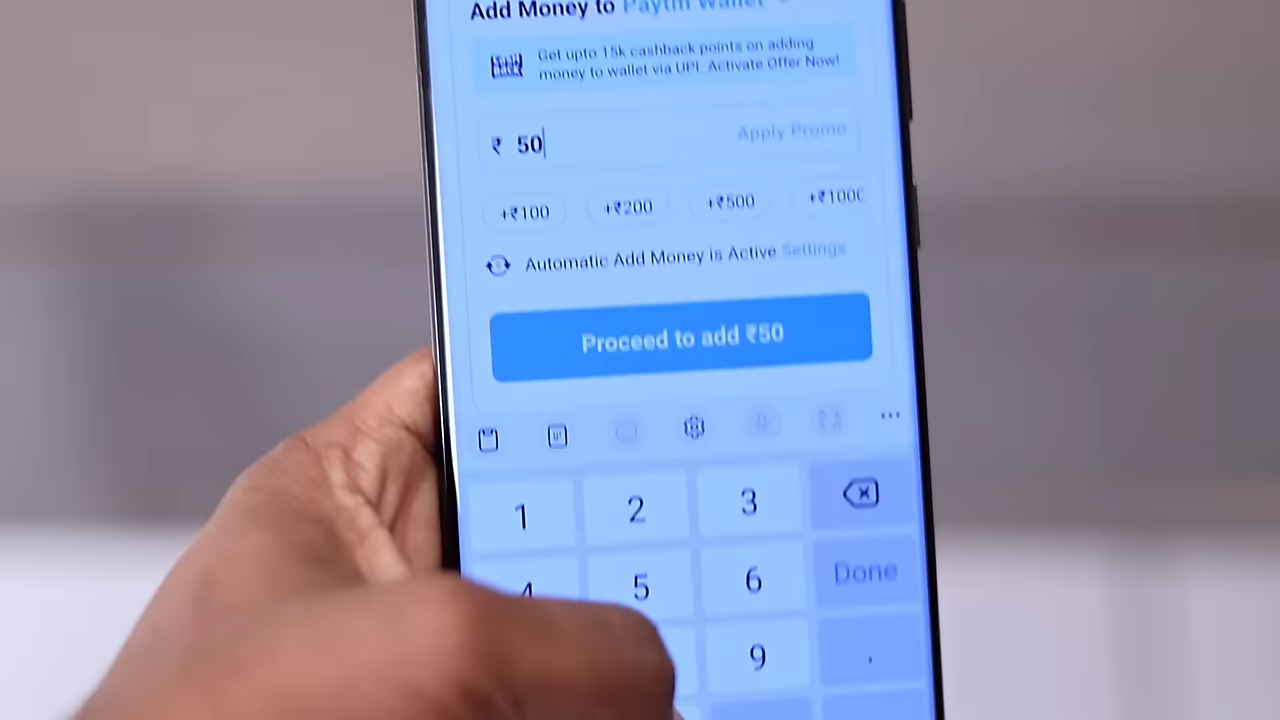 Add Money to Paytm Wallet
CASH BACK
Get upto 15k cashback points on adding
money to wallet via UPI. Activate Offer Now!
₹ 50 Apply Promo
+₹100 +₹200 +₹500 +₹1000
Automatic Add Money is Active Settings
Proceed to add ₹50
...
1 2 3
4 5 6 Done
9 .